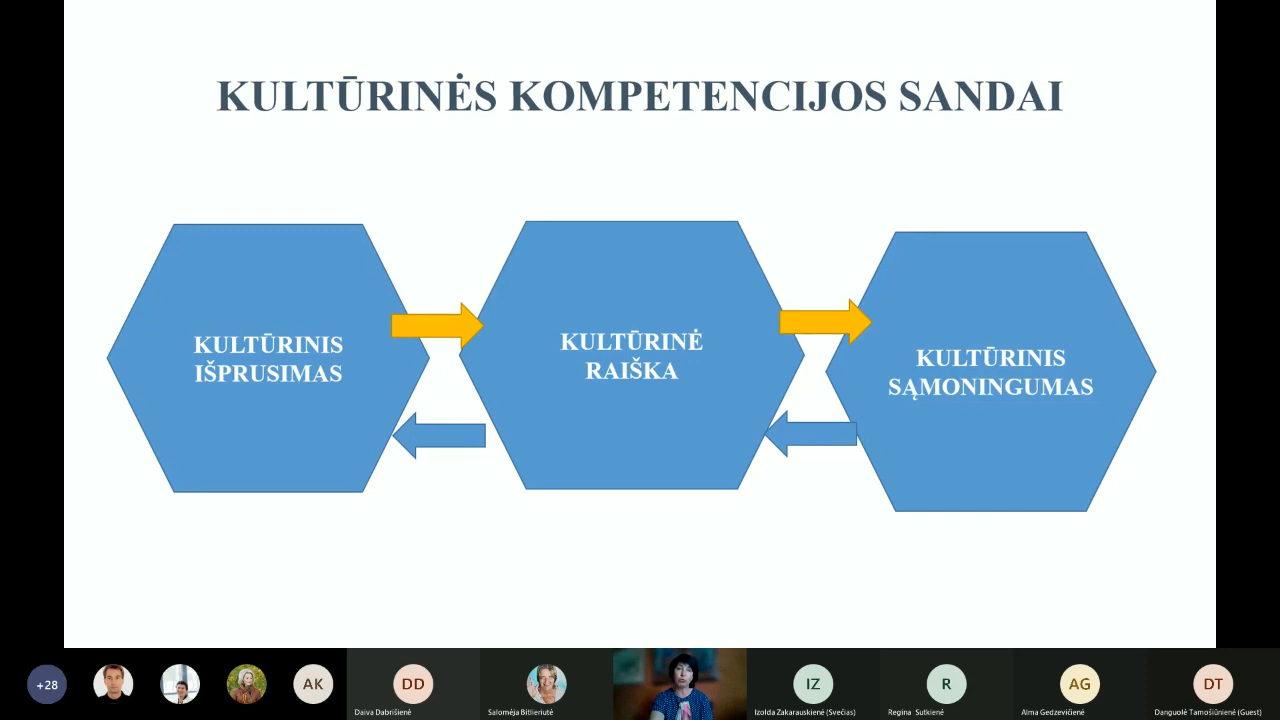 KULTŪRINĖS KOMPETENCIJOS SANDAI
KULTŪRINIS
IŠPRUSIMAS
KULTŪRINĖ
RAIŠKA
KULTŪRINIS
SĄMONINGUMAS
+28
AK
DD
IZ
R
AG
DT
Daiva Dabrišienė
Salomėja Bitlieriutė
Izolda Zakarauskienė (Svečias)
Regina Sutkienė
Alma Gedzevičienė
Danguolė Tamošiūnienė (Guest)